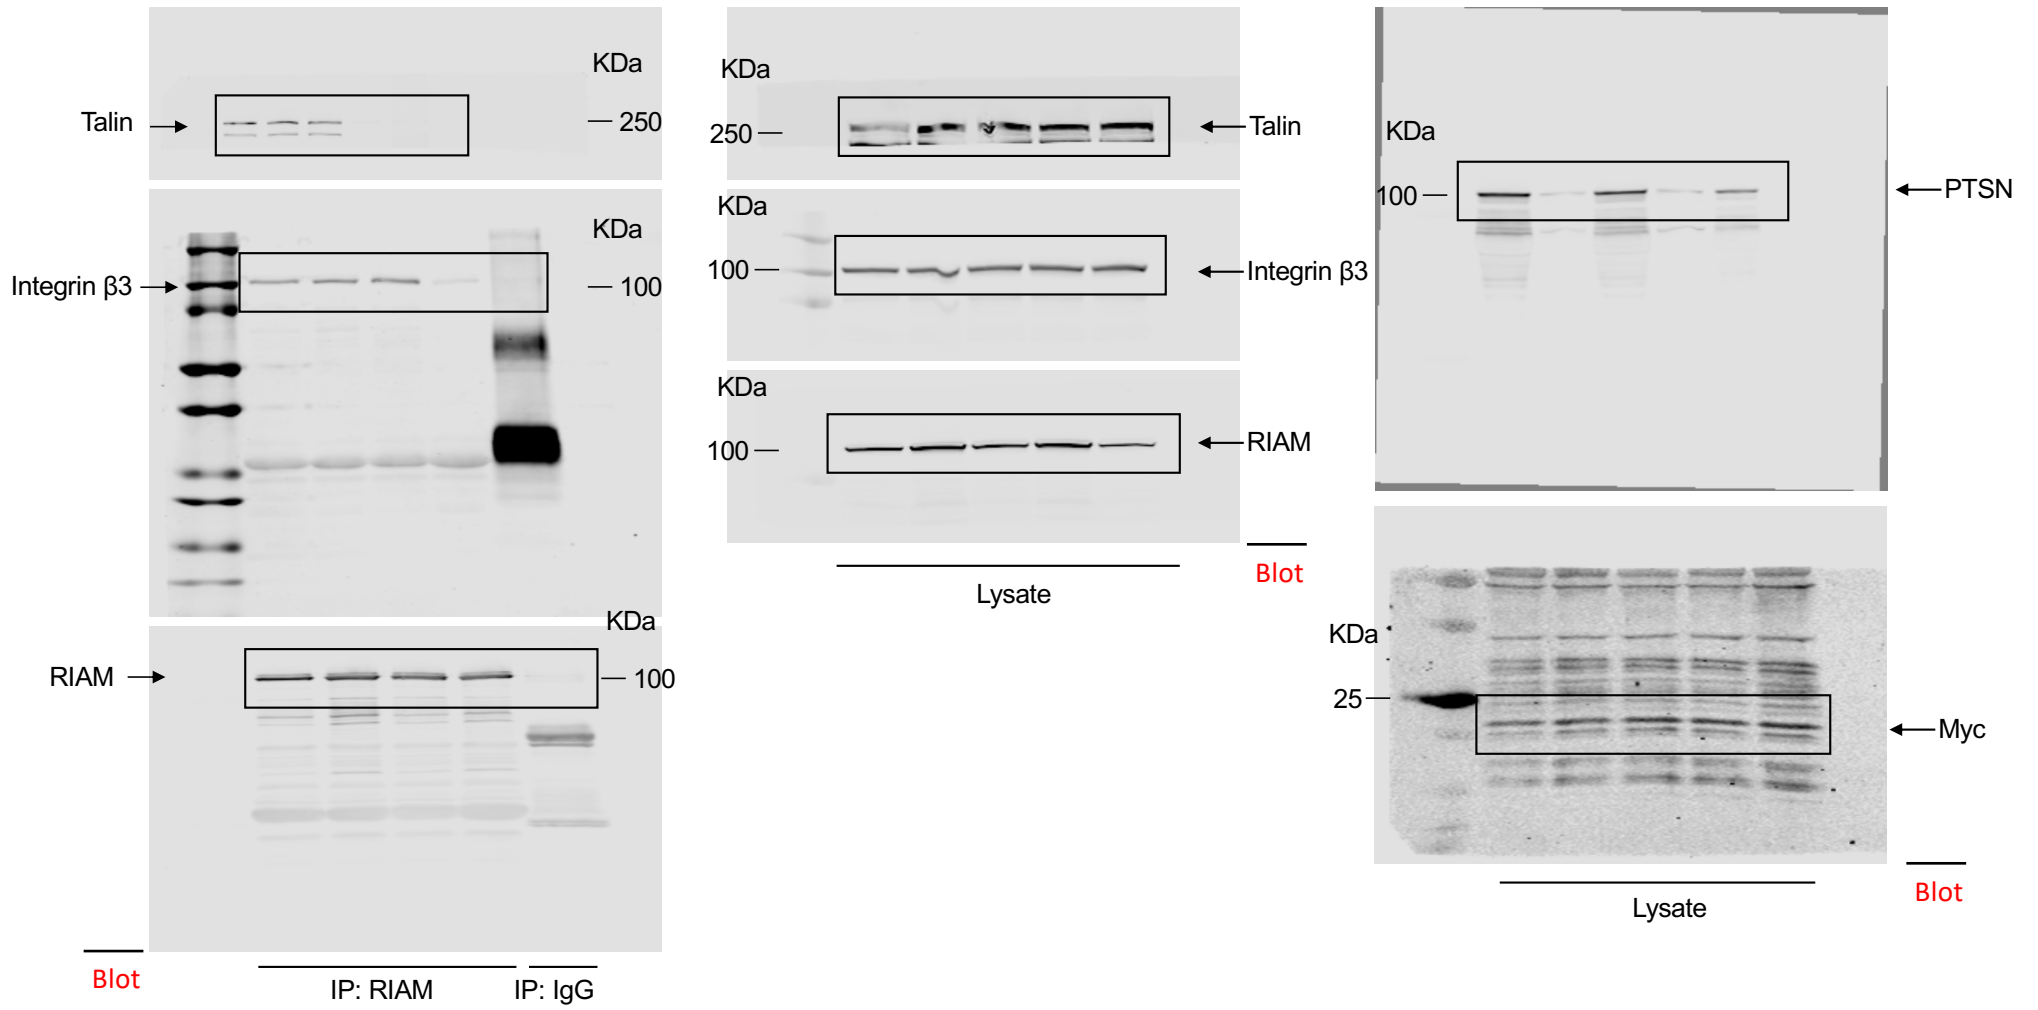 KDa
Talin
250
KDa
Integrin β3
100
KDa
RIAM
100
Blot
IP: RIAM
IP: IgG
KDa
250
Talin
KDa
100
Integrin β3
KDa
100
RIAM
Blot
Lysate
KDa
100
PTSN
KDa
25
Myc
Blot
Lysate